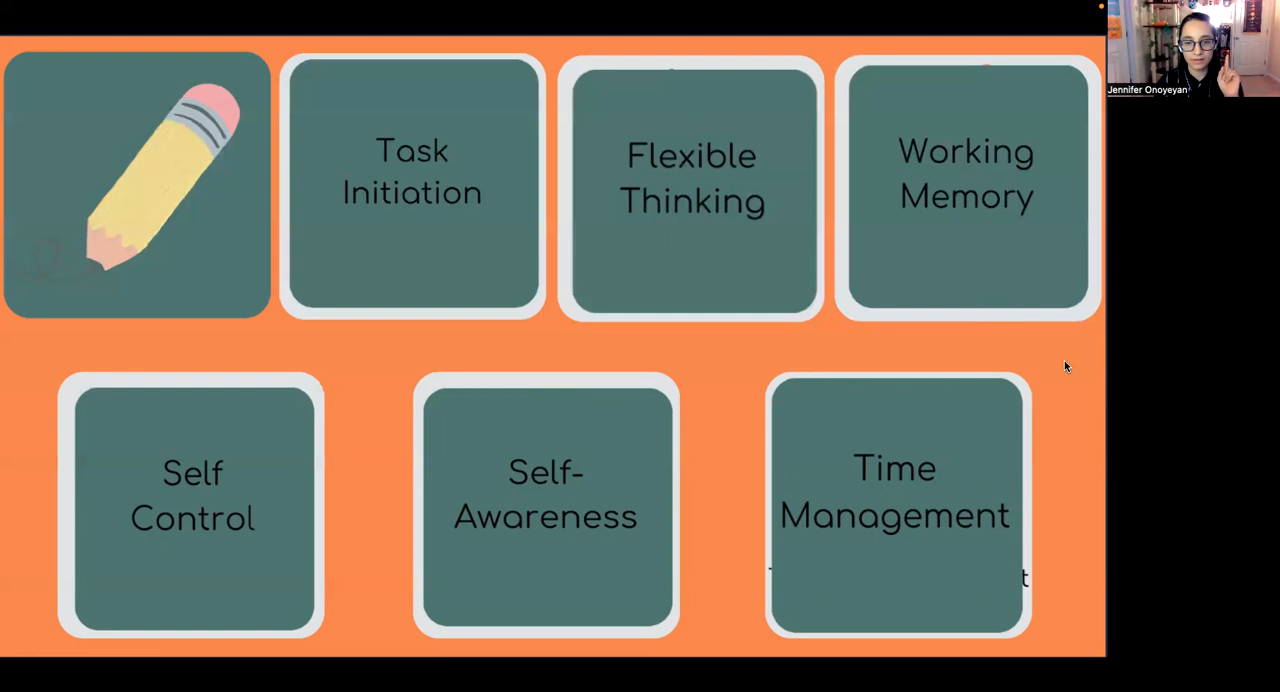 Jennifer Onoyeyan
Task
Initiation
Flexible
Thinking
Working
Memory
Self
Control
Self-
Awareness
Time
Management
t